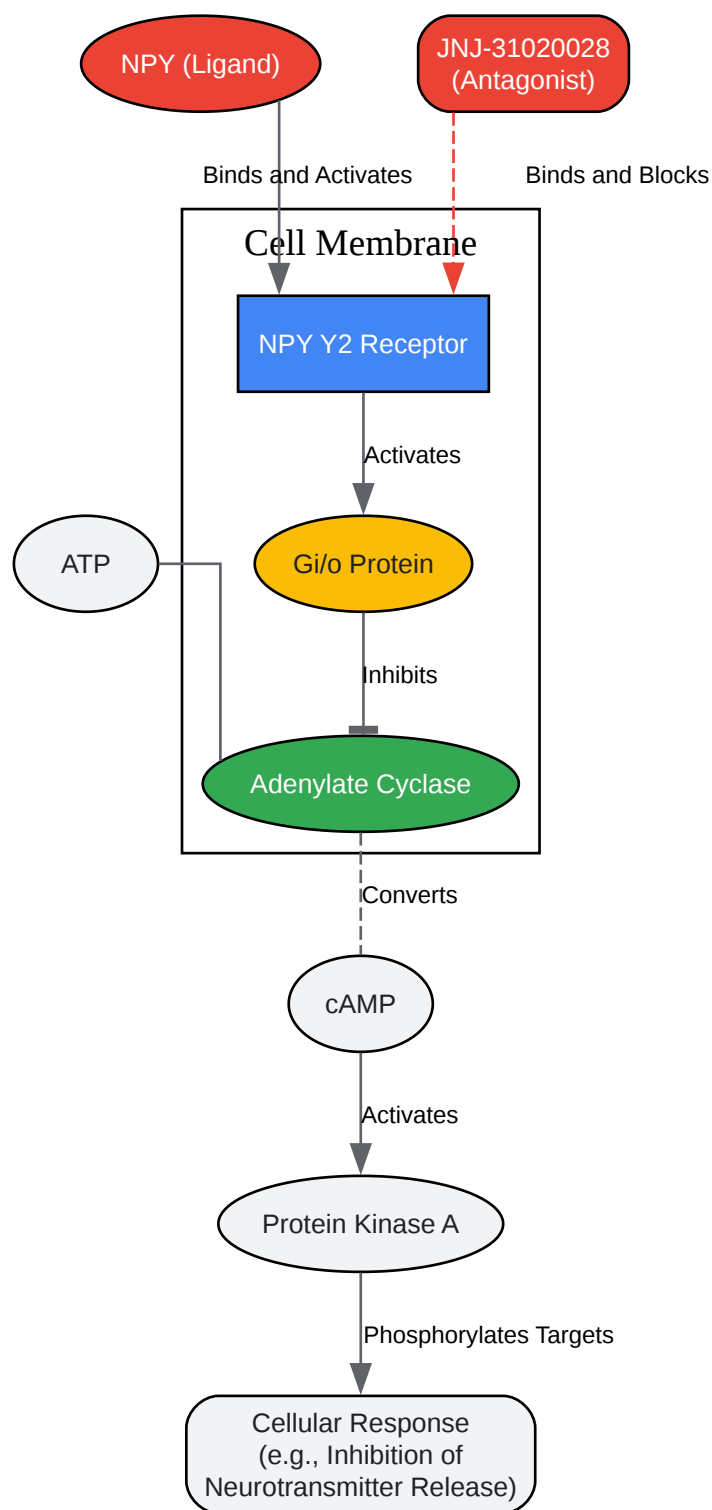 NPY (Ligand)
JNJ-31020028
(Antagonist)
Binds and Activates
Binds and Blocks
Cell Membrane
NPY Y2 Receptor
Activates
ATP
Gi/o Protein
Inhibits
Adenylate Cyclase
Converts
cAMP
Activates
Protein Kinase A
Phosphorylates Targets
Cellular Response
(e.g., Inhibition of
Neurotransmitter Release)